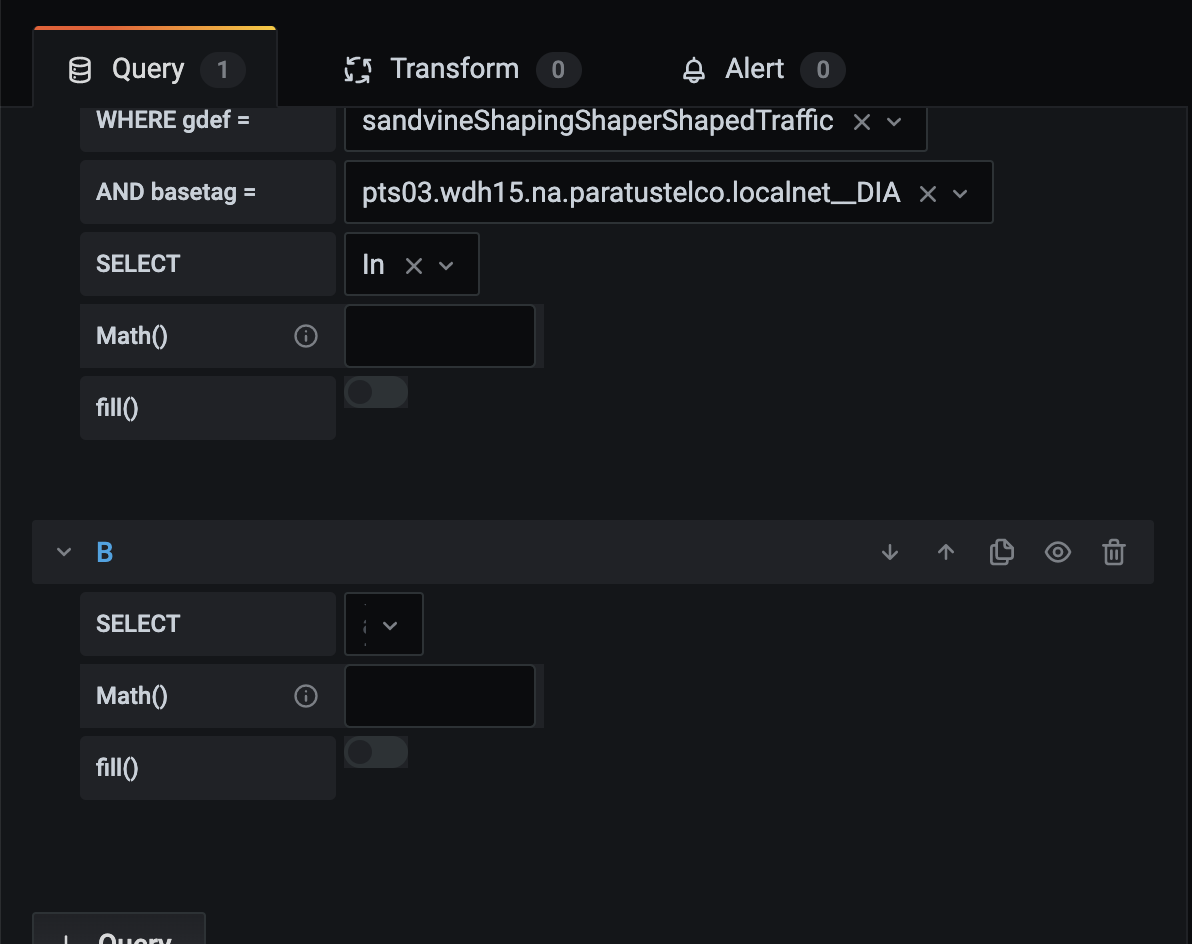 Query 1 Transform 0 Alert 0
WHERE gdef = sandvineShapingShaperShapedTraffic
AND basetag = pts03.wdh15.na.paratustelco.localnet__DIA
SELECT In
Math()
fill()
B
SELECT
Math()
fill()
+ Query